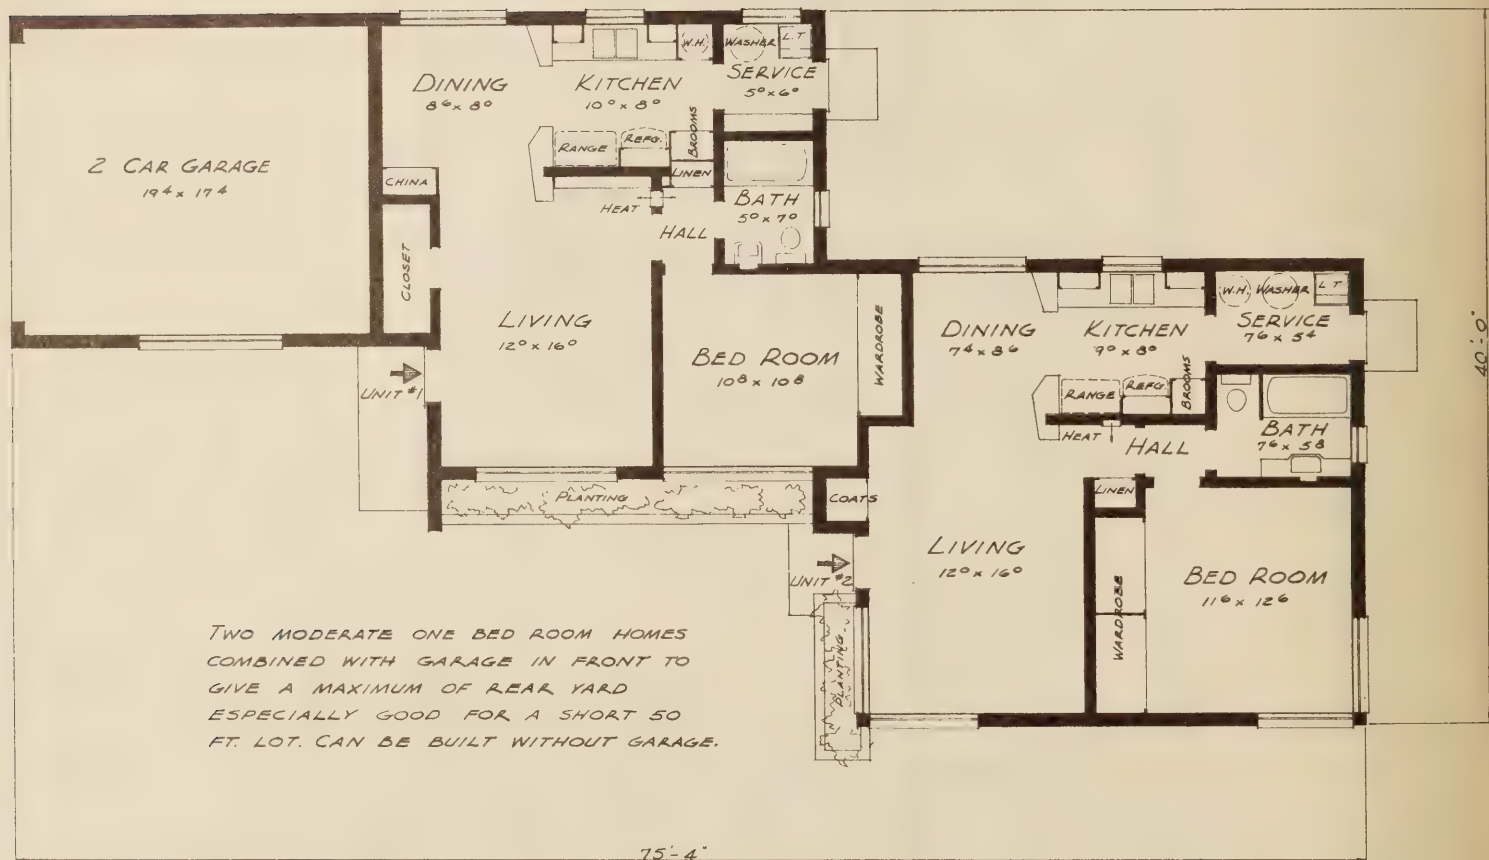 2 CAR GARAGE
19⁴ x 17⁴
DINING
8⁶ x 8⁰
KITCHEN
10⁰ x 8⁰
W.H.
WASHER
L.T
SERVICE
5⁰ x 6⁰
RANGE
REFG.
BROOMS
LINEN
CHINA
CLOSET
HEAT
HALL
BATH
5⁰ x 7⁰
LIVING
12⁰ x 16⁰
BED ROOM
10⁸ x 10⁸
WARDROBE
UNIT #1
PLANTING
DINING
7⁴ x 8⁶
KITCHEN
9⁰ x 8⁰
W.H.
WASHER
L T
SERVICE
7⁶ x 5⁴
RANGE
REFG.
BROOMS
HEAT
HALL
BATH
7⁶ x 5⁸
LINEN
COATS
LIVING
12⁰ x 16⁰
BED ROOM
11⁶ x 12⁶
WARDROBE
UNIT #2
PLANTING
40'-0"
TWO MODERATE ONE BED ROOM HOMES
COMBINED WITH GARAGE IN FRONT TO
GIVE A MAXIMUM OF REAR YARD
ESPECIALLY GOOD FOR A SHORT 50
FT. LOT. CAN BE BUILT WITHOUT GARAGE.
75'-4"